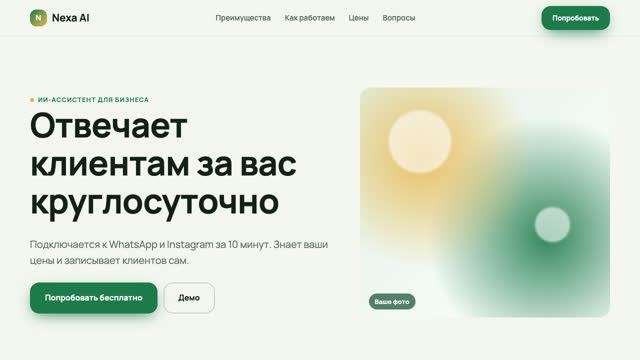 N Nexa AI
Преимущества Как работаем Цены Вопросы
Попробовать
ИИ-АССИСТЕНТ ДЛЯ БИЗНЕСА
Отвечает
клиентам за вас
круглосуточно
Подключается к WhatsApp и Instagram за 10 минут. Знает ваши
цены и записывает клиентов сам.
Попробовать бесплатно
Демо
Ваше фото